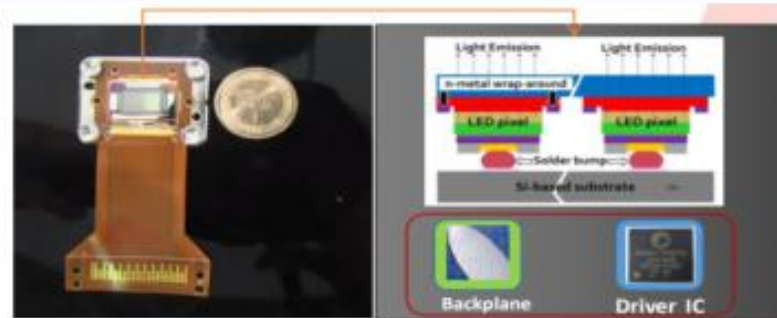 Light Emission Light Emission
n-metal wrap-around
LED pixel LED pixel
Solder bump
Si-based substrate
Backplane Driver IC